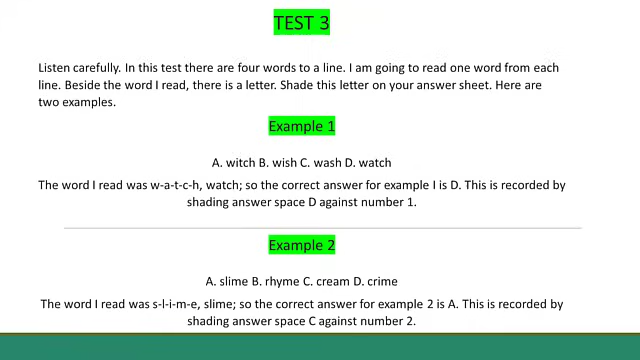 TEST 3
Listen carefully. In this test there are four words to a line. I am going to read one word from each
line. Beside the word I read, there is a letter. Shade this letter on your answer sheet. Here are
two examples.
Example 1
A. witch B. wish C. wash D. watch
The word I read was w-a-t-c-h, watch; so the correct answer for example I is D. This is recorded by
shading answer space D against number 1.
Example 2
A. slime B. rhyme C. cream D. crime
The word I read was s-l-i-m-e, slime; so the correct answer for example 2 is A. This is recorded by
shading answer space C against number 2.